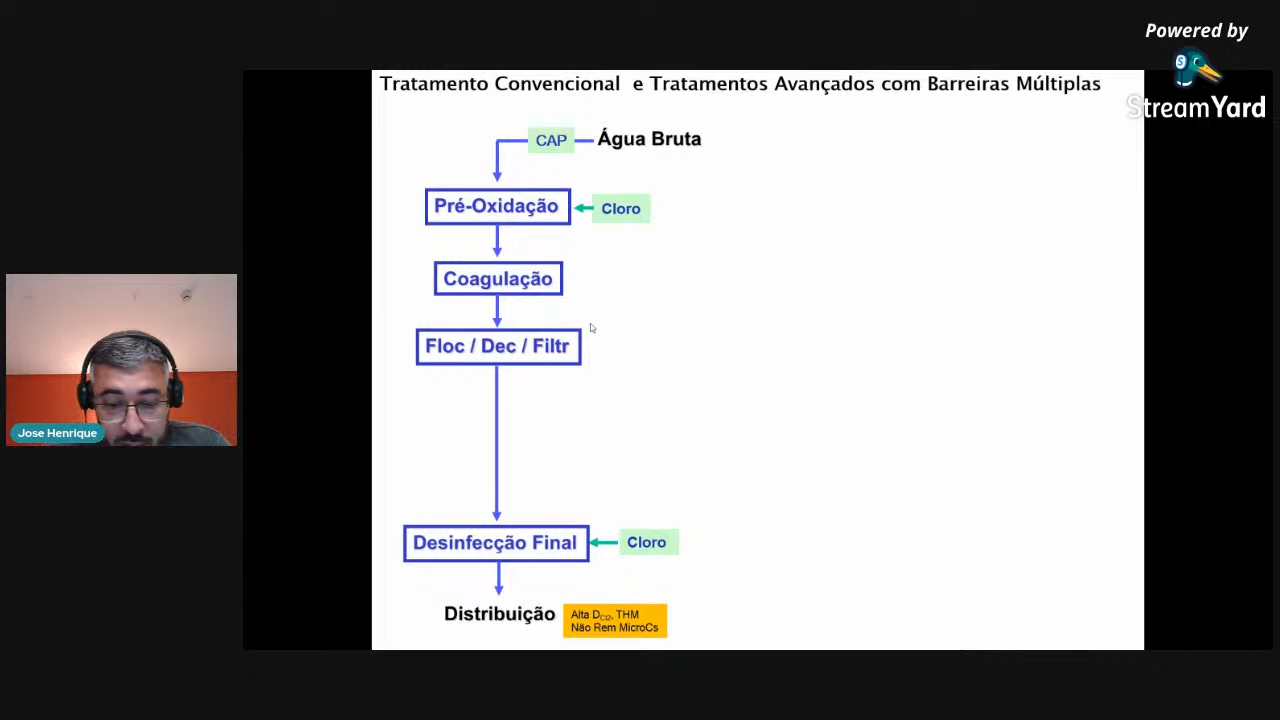 Powered by
StreamYard
Tratamento Convencional e Tratamentos Avançados com Barreiras Múltiplas
CAP
Água Bruta
Pré-Oxidação
Cloro
Coagulação
Floc / Dec / Filtr
Jose Henrique
Desinfecção Final
Cloro
Distribuição
Alta DCl2, THM
Não Rem MicroCs